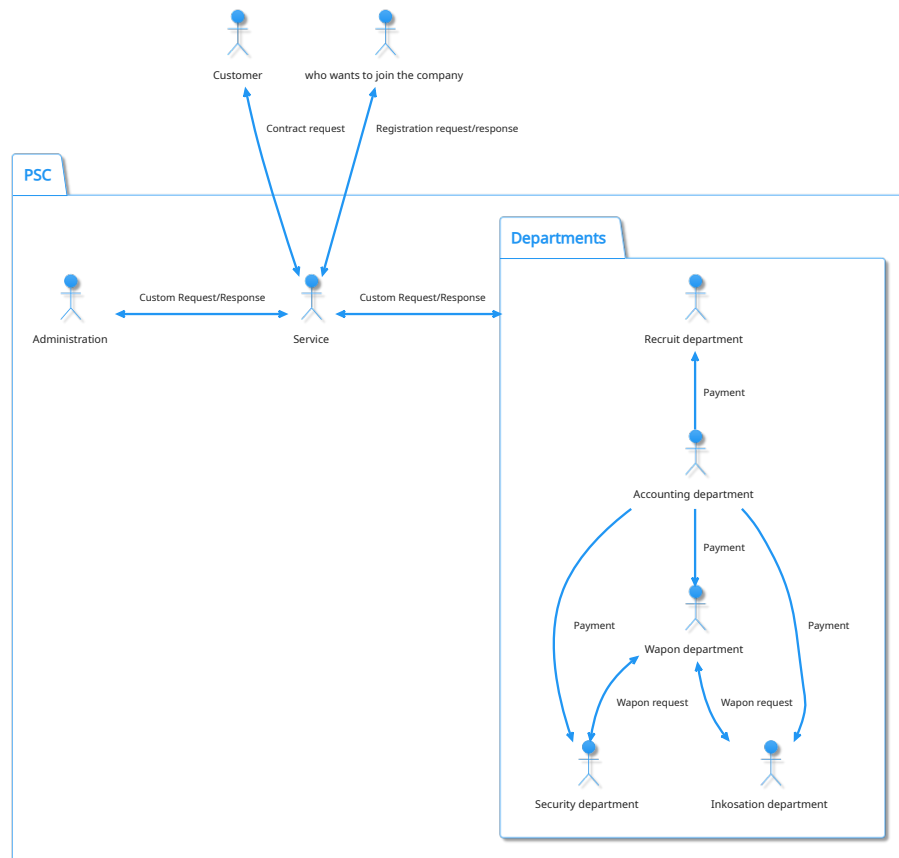 Customer
who wants to join the company
Contract request
Registration request/response
PSC
Departments
Custom Request/Response
Custom Request/Response
Administration
Service
Recruit department
Payment
Accounting department
Payment
Payment
Payment
Wapon department
Wapon request
Wapon request
Security department
Inkosation department